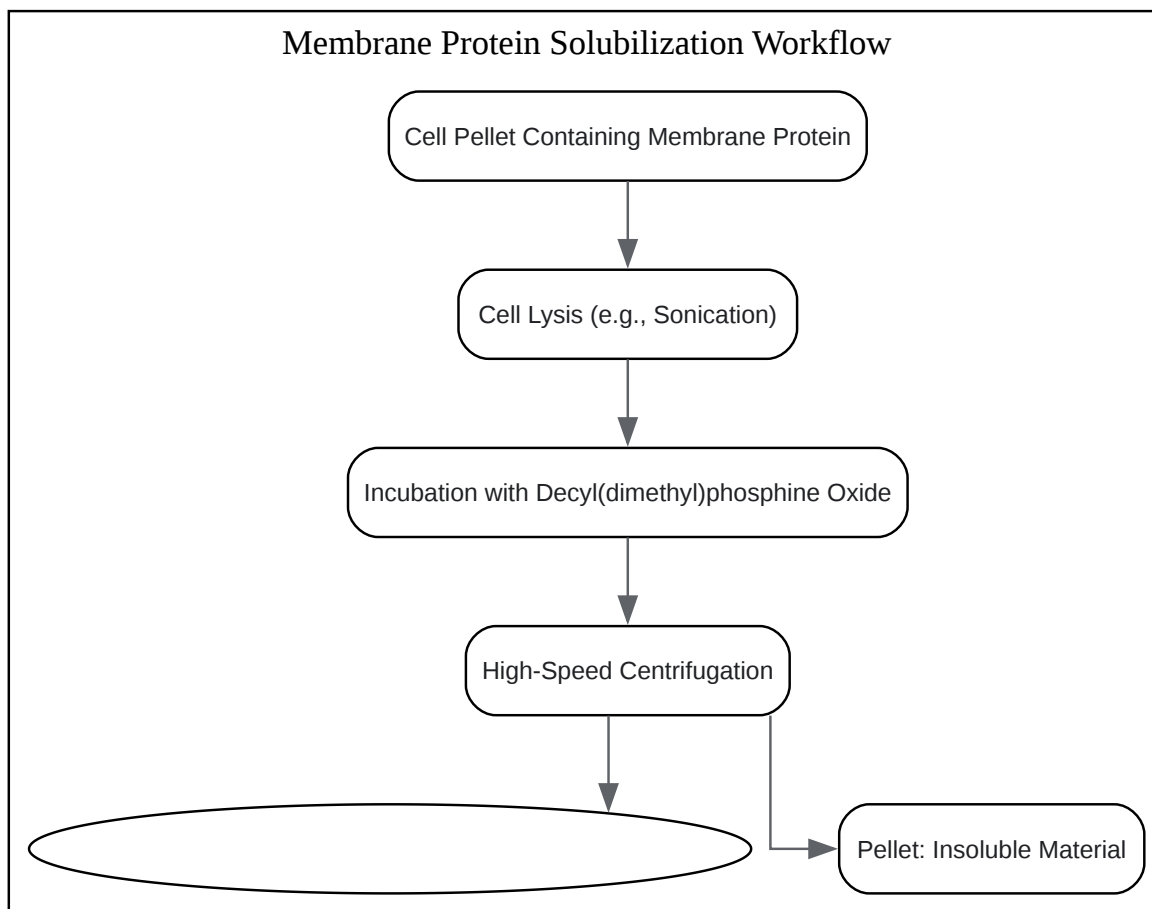 Membrane Protein Solubilization Workflow
Cell Pellet Containing Membrane Protein
Cell Lysis (e.g., Sonication)
Incubation with Decyl(dimethyl)phosphine Oxide
High-Speed Centrifugation
Pellet: Insoluble Material